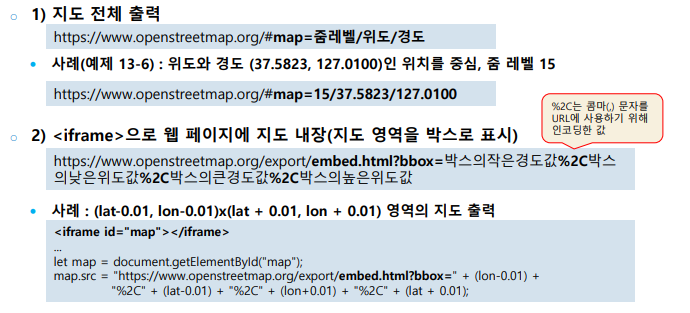 1) 지도 전체 출력
https://www.openstreetmap.org/#map=줌레벨/위도/경도
사례(예제 13-6) : 위도와 경도 (37.5823, 127.0100)인 위치를 중심, 줌 레벨 15
https://www.openstreetmap.org/#map=15/37.5823/127.0100
%2C는 콤마(,) 문자를
URL에 사용하기 위해
인코딩한 값
2) <iframe>으로 웹 페이지에 지도 내장(지도 영역을 박스로 표시)
https://www.openstreetmap.org/export/embed.html?bbox=박스의작은경도값%2C박스
의낮은위도값%2C박스의큰경도값%2C박스의높은위도값
사례 : (lat-0.01, lon-0.01)x(lat + 0.01, lon + 0.01) 영역의 지도 출력
<iframe id="map"></iframe>
...
let map = document.getElementById("map");
map.src = "https://www.openstreetmap.org/export/embed.html?bbox=" + (lon-0.01) +
"%2C" + (lat-0.01) + "%2C" + (lon+0.01) + "%2C" + (lat + 0.01);